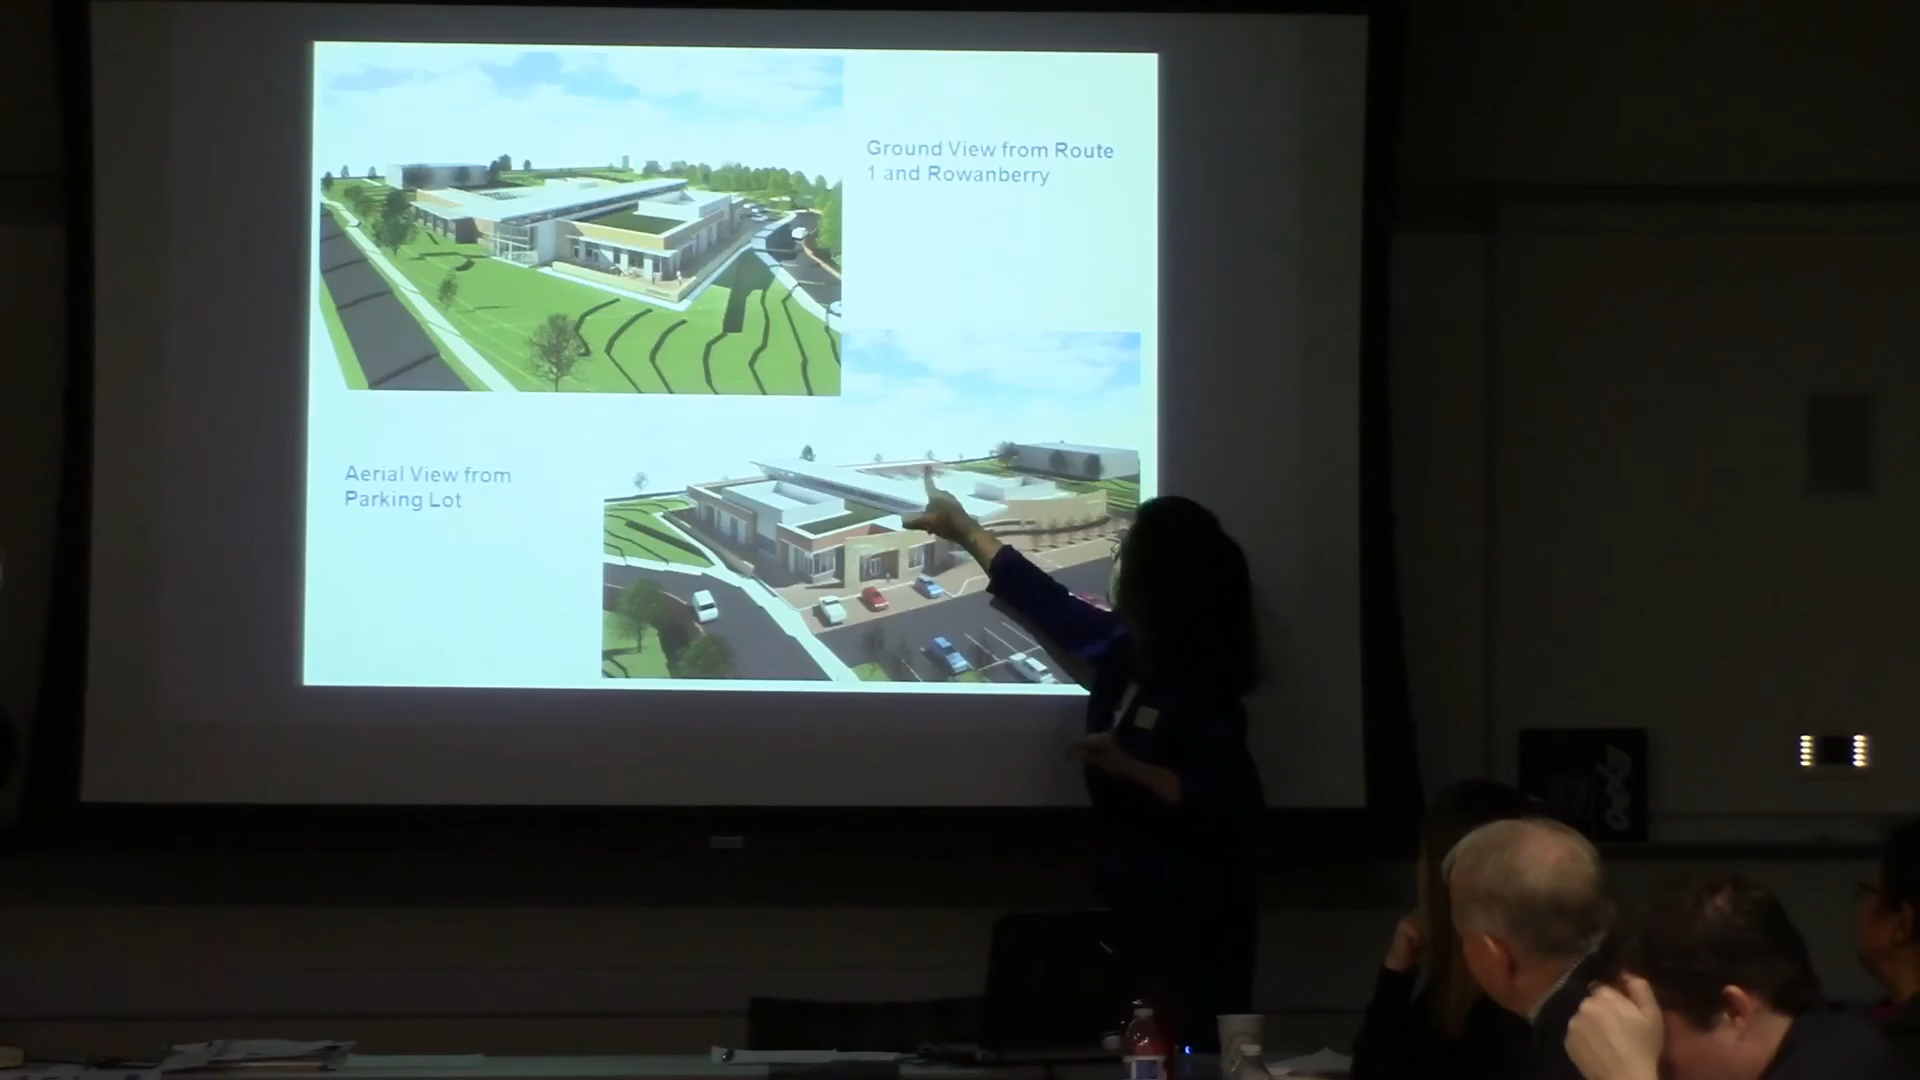 Ground View from Route
1 and Rowanberry
Aerial View from
Parking Lot